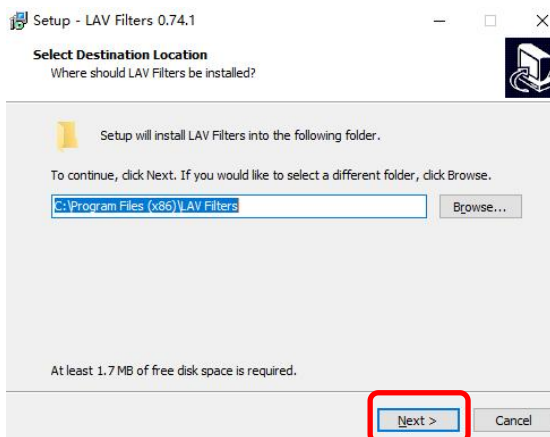 Setup - LAV Filters 0.74.1
Select Destination Location
Where should LAV Filters be installed?
Setup will install LAV Filters into the following folder.
To continue, click Next. If you would like to select a different folder, click Browse.
C:\Program Files (x86)\LAV Filters
Browse...
At least 1.7 MB of free disk space is required.
Next >
Cancel